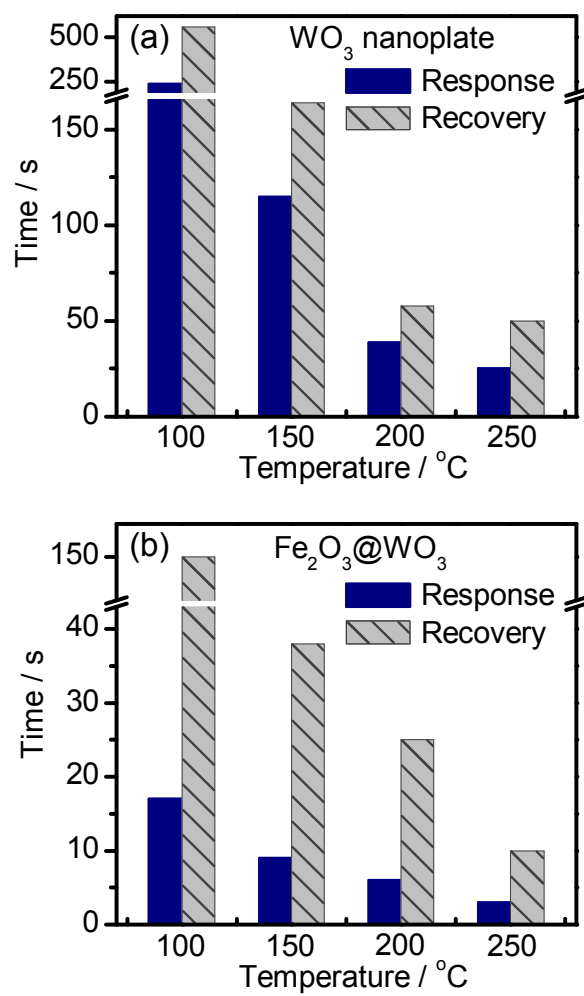 (a) WO₃ nanoplate
Response
Recovery
500
250
150
100
50
0
Time / s
100 150 200 250
Temperature / °C
(b) Fe₂O₃@WO₃
Response
Recovery
150
40
30
20
10
0
Time / s
100 150 200 250
Temperature / °C